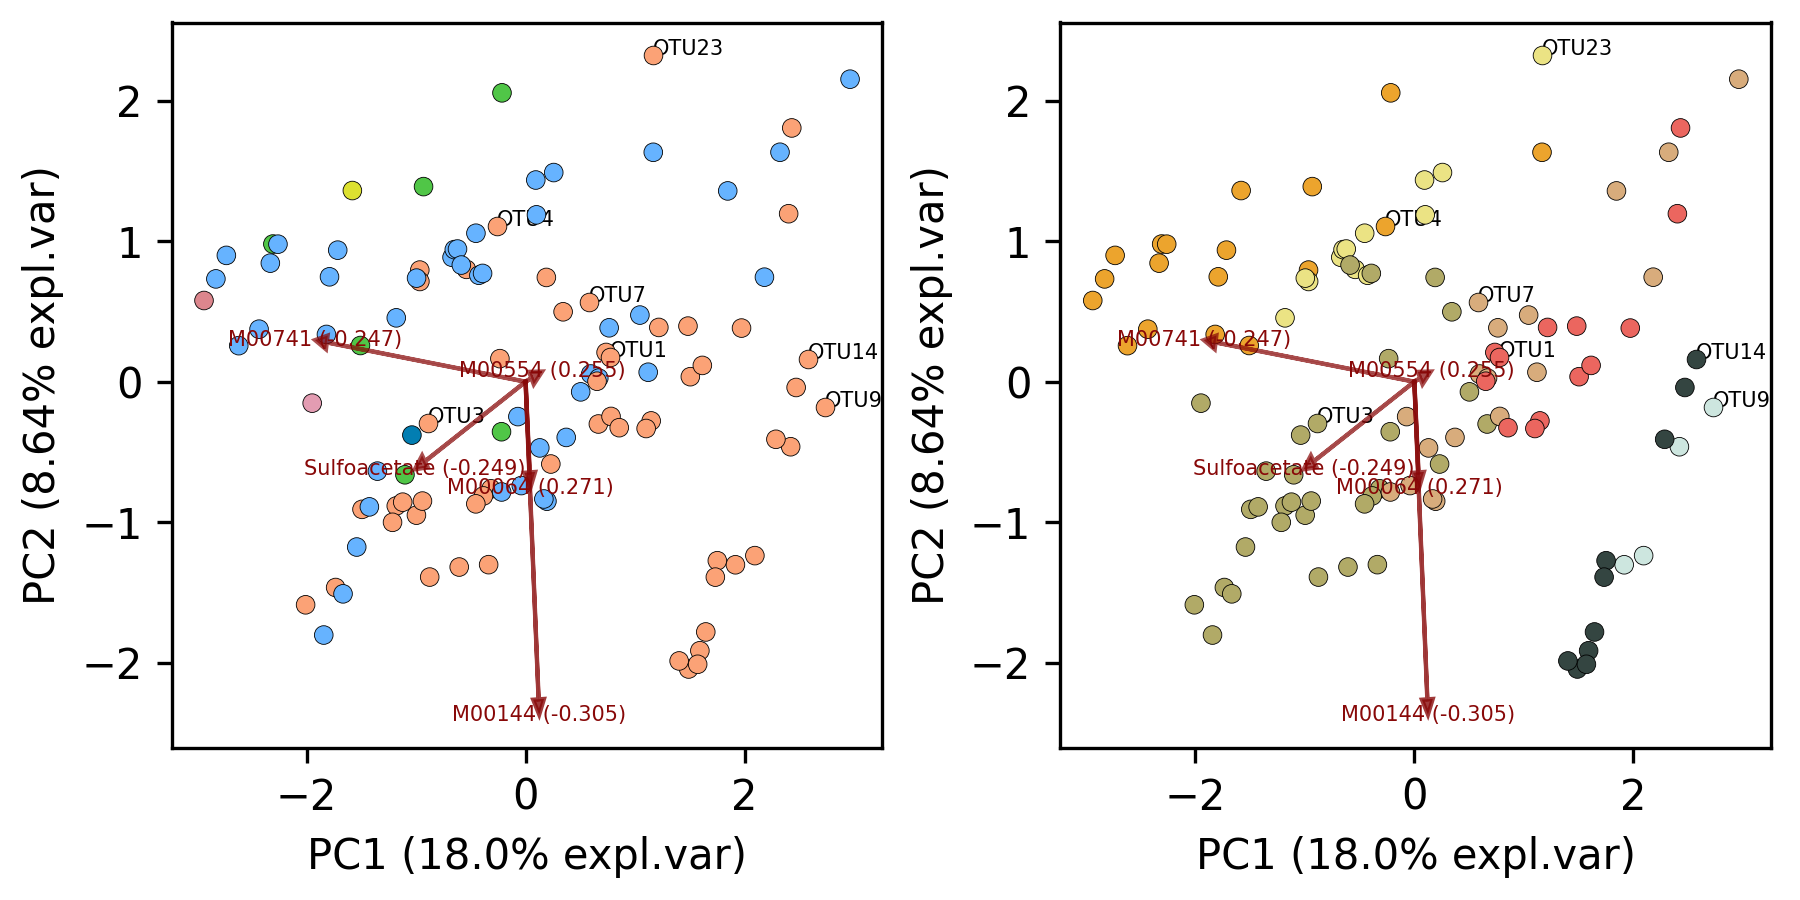 OTU23
OTU4
OTU7
OTU1
OTU14
OTU9
OTU3
M00741 (-0.247)
M00554 (0.255)
Sulfoacetate (-0.249)
M00064 (0.271)
M00144 (-0.305)
2
1
0
−1
−2
−2
0
2
PC1 (18.0% expl.var)
PC2 (8.64% expl.var)
OTU23
OTU4
OTU7
OTU1
OTU14
OTU9
OTU3
M00741 (-0.247)
M00554 (0.255)
Sulfoacetate (-0.249)
M00064 (0.271)
M00144 (-0.305)
2
1
0
−1
−2
−2
0
2
PC1 (18.0% expl.var)
PC2 (8.64% expl.var)